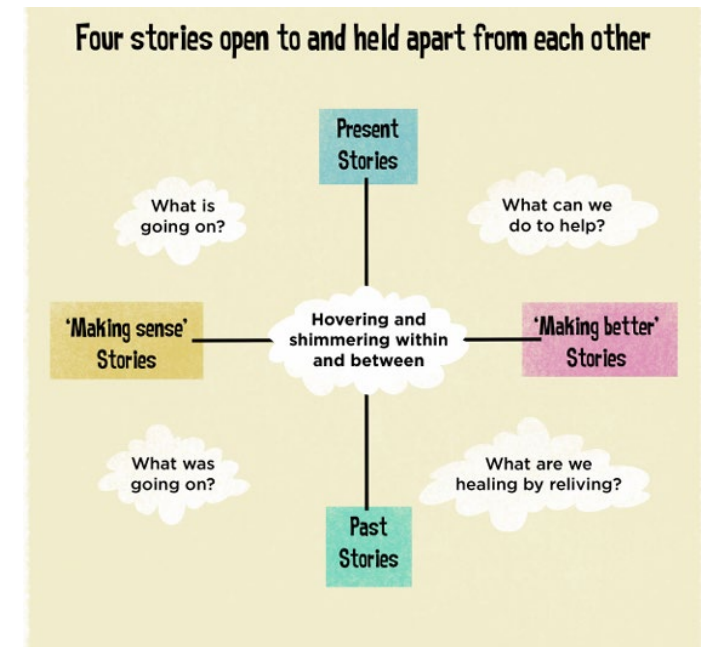 Four stories open to and held apart from each other
Present
Stories
What is
going on?
What can we
do to help?
‘Making sense’
Stories
Hovering and
shimmering within
and between
‘Making better’
Stories
What was
going on?
What are we
healing by reliving?
Past
Stories